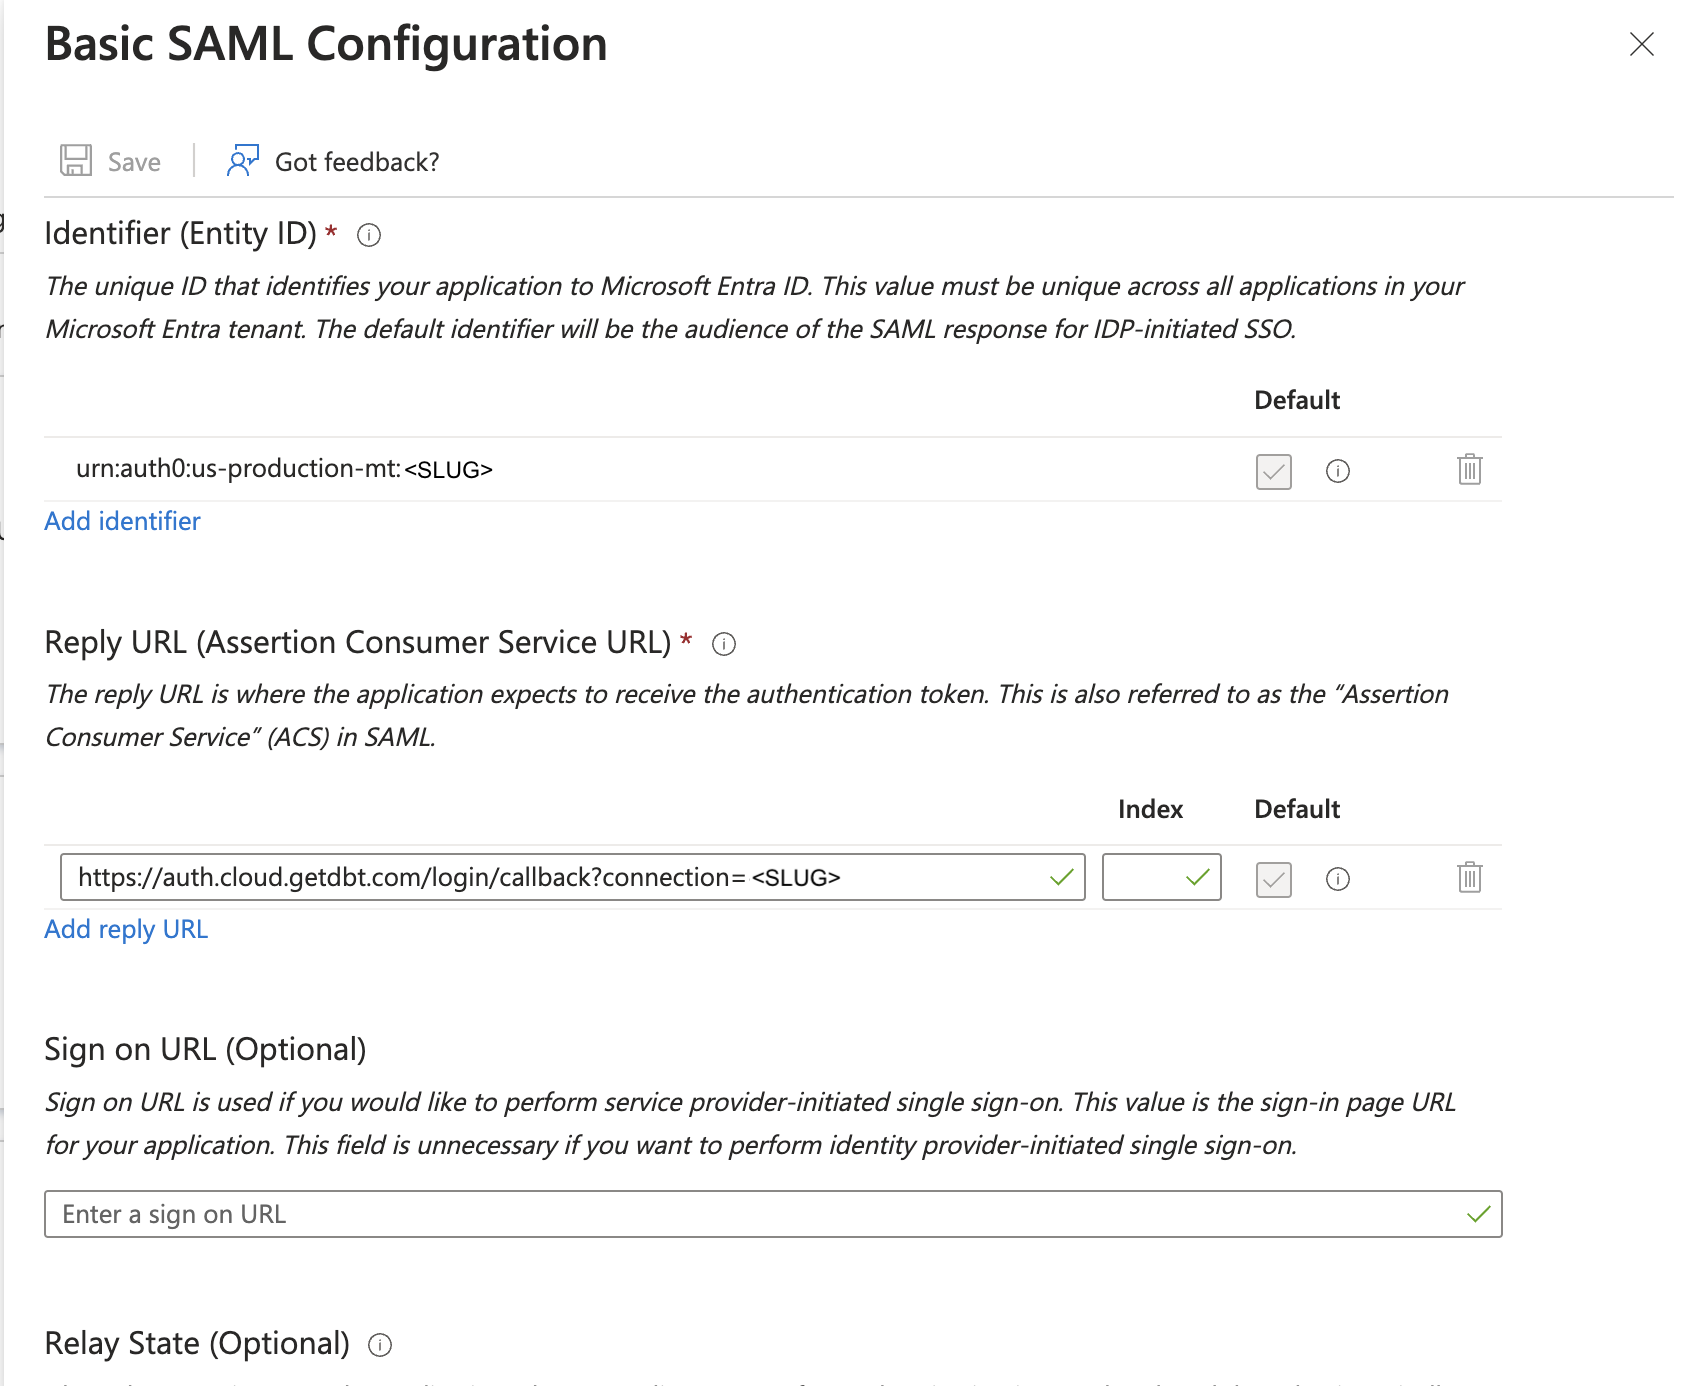 Basic SAML Configuration
Save
Got feedback?
Identifier (Entity ID) *
The unique ID that identifies your application to Microsoft Entra ID. This value must be unique across all applications in your
Microsoft Entra tenant. The default identifier will be the audience of the SAML response for IDP-initiated SSO.
Default
urn:auth0:us-production-mt:<SLUG>
Add identifier
Reply URL (Assertion Consumer Service URL) *
The reply URL is where the application expects to receive the authentication token. This is also referred to as the “Assertion
Consumer Service” (ACS) in SAML.
Index Default
https://auth.cloud.getdbt.com/login/callback?connection= <SLUG>
Add reply URL
Sign on URL (Optional)
Sign on URL is used if you would like to perform service provider-initiated single sign-on. This value is the sign-in page URL
for your application. This field is unnecessary if you want to perform identity provider-initiated single sign-on.
Enter a sign on URL
Relay State (Optional)